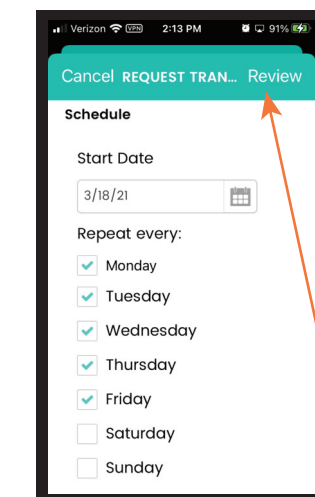 Verizon VPN 2:13 PM 91%
Cancel REQUEST TRAN... Review
Schedule
Start Date
3/18/21
Repeat every:
Monday
Tuesday
Wednesday
Thursday
Friday
Saturday
Sunday